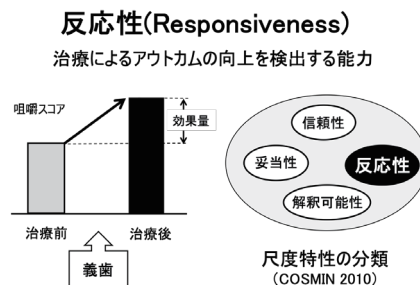 反応性(Responsiveness)
治療によるアウトカムの向上を検出する能力
咀嚼スコア
効果量
治療前
治療後
義歯
信頼性
妥当性
反応性
解釈可能性
尺度特性の分類
(COSMIN 2010)